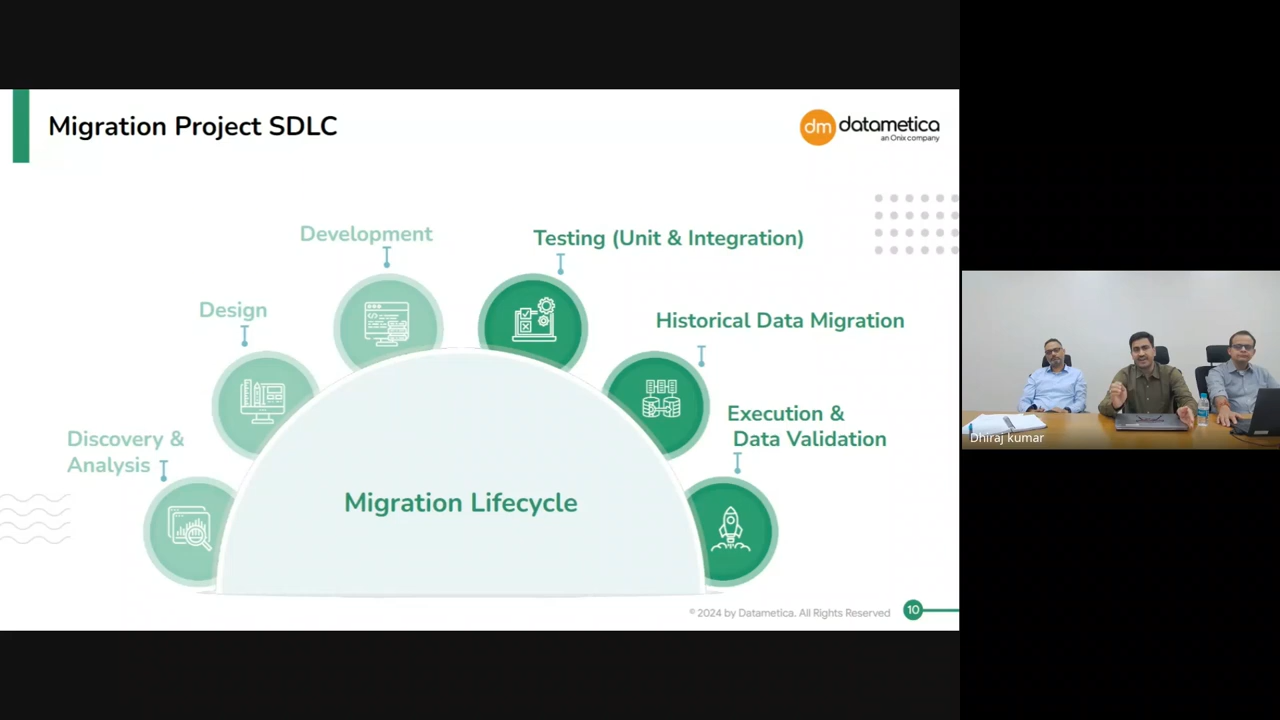 Migration Project SDLC
dm datametica
an Onix company
Development
Testing (Unit & Integration)
Design
Historical Data Migration
Discovery &
Analysis
Execution &
Data Validation
Migration Lifecycle
© 2024 by Datametica. All Rights Reserved
10
Dhiraj kumar